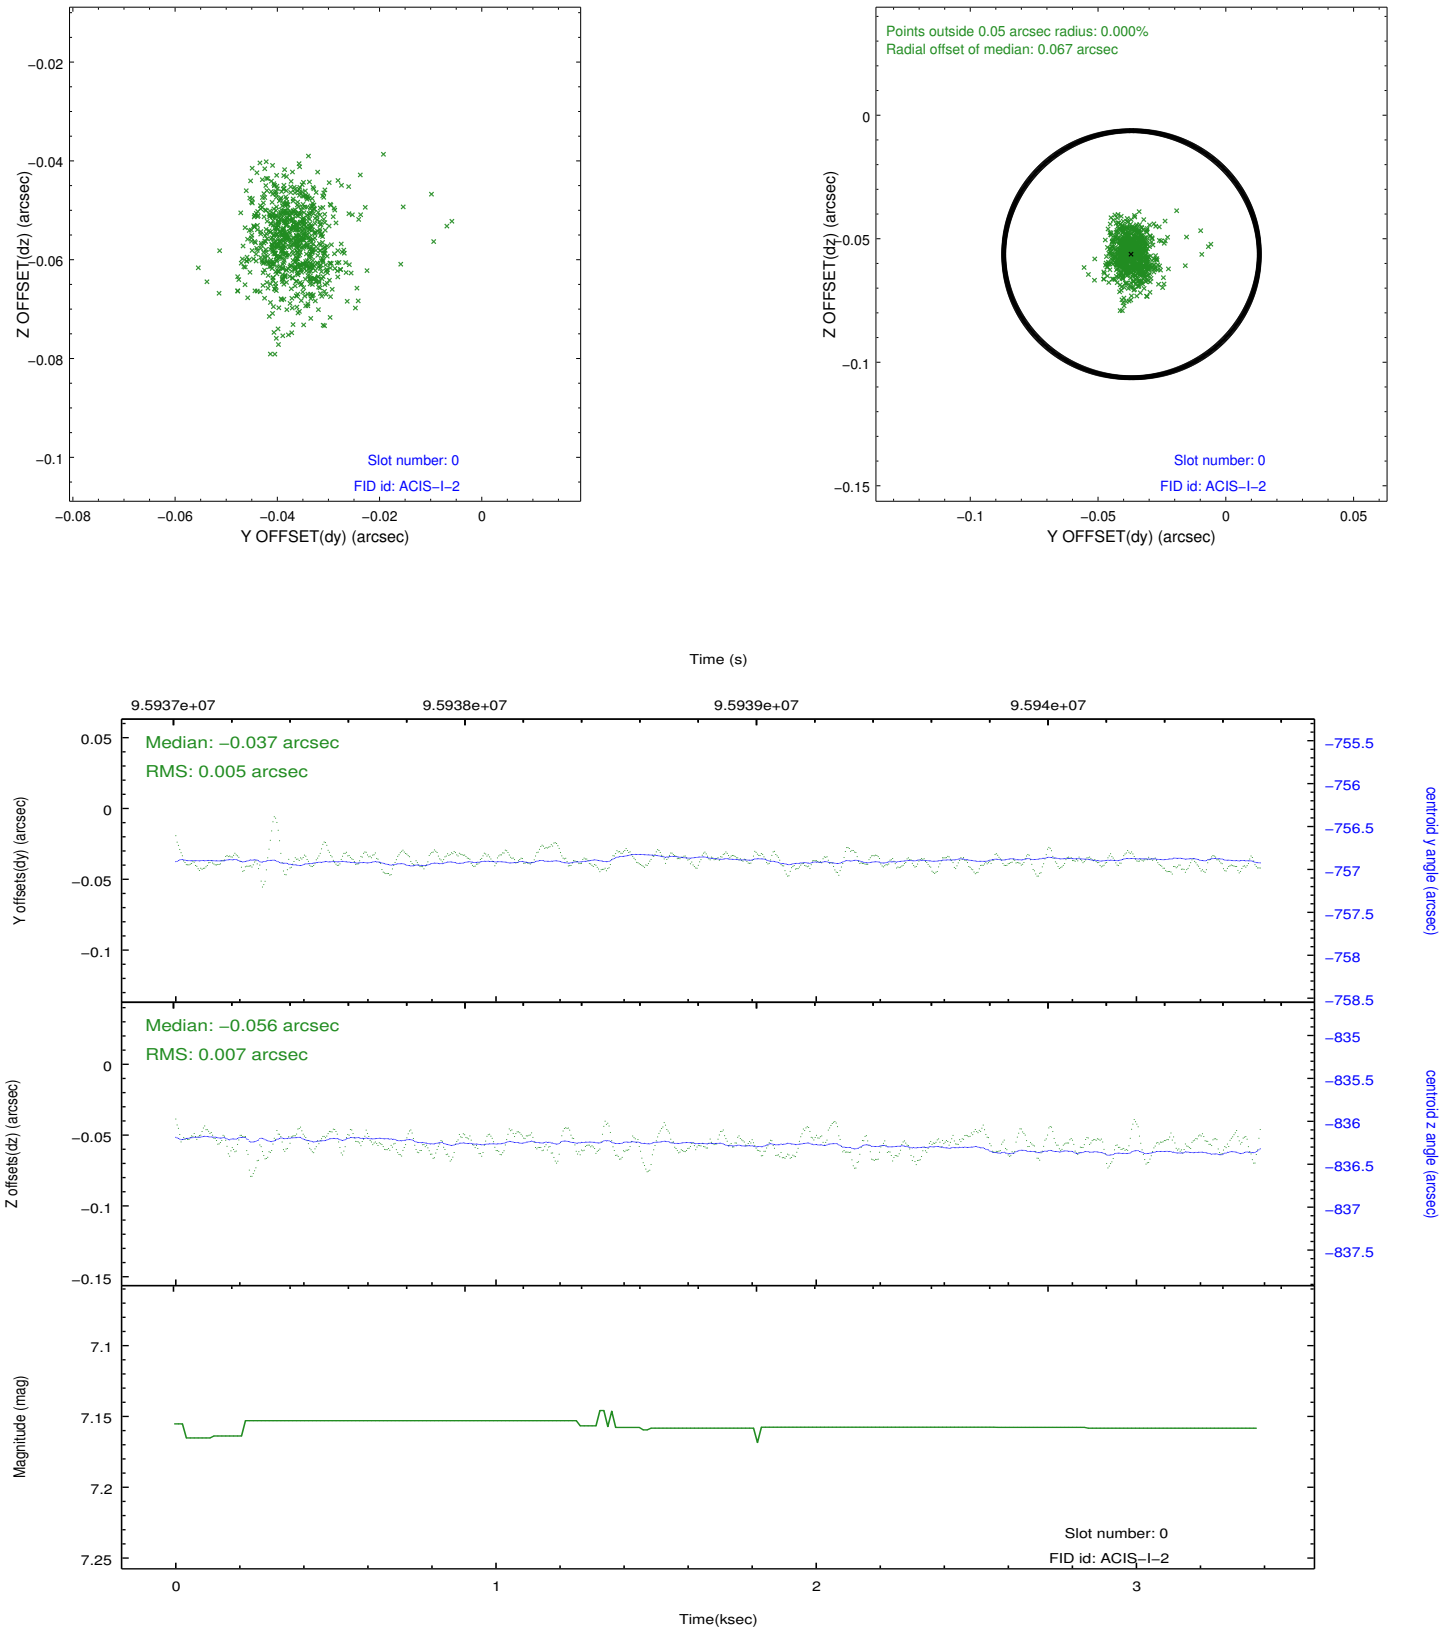 −0.02
−0.04
−0.06
−0.08
−0.1
Z OFFSET(dz) (arcsec)
Slot number: 0
FID id: ACIS−I−2
−0.08
−0.06
−0.04
−0.02
0
Y OFFSET(dy) (arcsec)
Points outside 0.05 arcsec radius: 0.000%
Radial offset of median: 0.067 arcsec
0
−0.05
−0.1
−0.15
Z OFFSET(dz) (arcsec)
Slot number: 0
FID id: ACIS−I−2
−0.1
−0.05
0
0.05
Y OFFSET(dy) (arcsec)
Time (s)
9.5937e+07
9.5938e+07
9.5939e+07
9.594e+07
Median: −0.037 arcsec
RMS: 0.005 arcsec
0.05
0
−0.05
−0.1
Y offsets(dy) (arcsec)
−755.5
−756
−756.5
−757
−757.5
−758
−758.5
centroid y angle (arcsec)
Median: −0.056 arcsec
RMS: 0.007 arcsec
0
−0.05
−0.1
−0.15
Z offsets(dz) (arcsec)
−835
−835.5
−836
−836.5
−837
−837.5
centroid z angle (arcsec)
7.1
7.15
7.2
7.25
Magnitude (mag)
Slot number: 0
FID id: ACIS−I−2
0
1
2
3
Time(ksec)